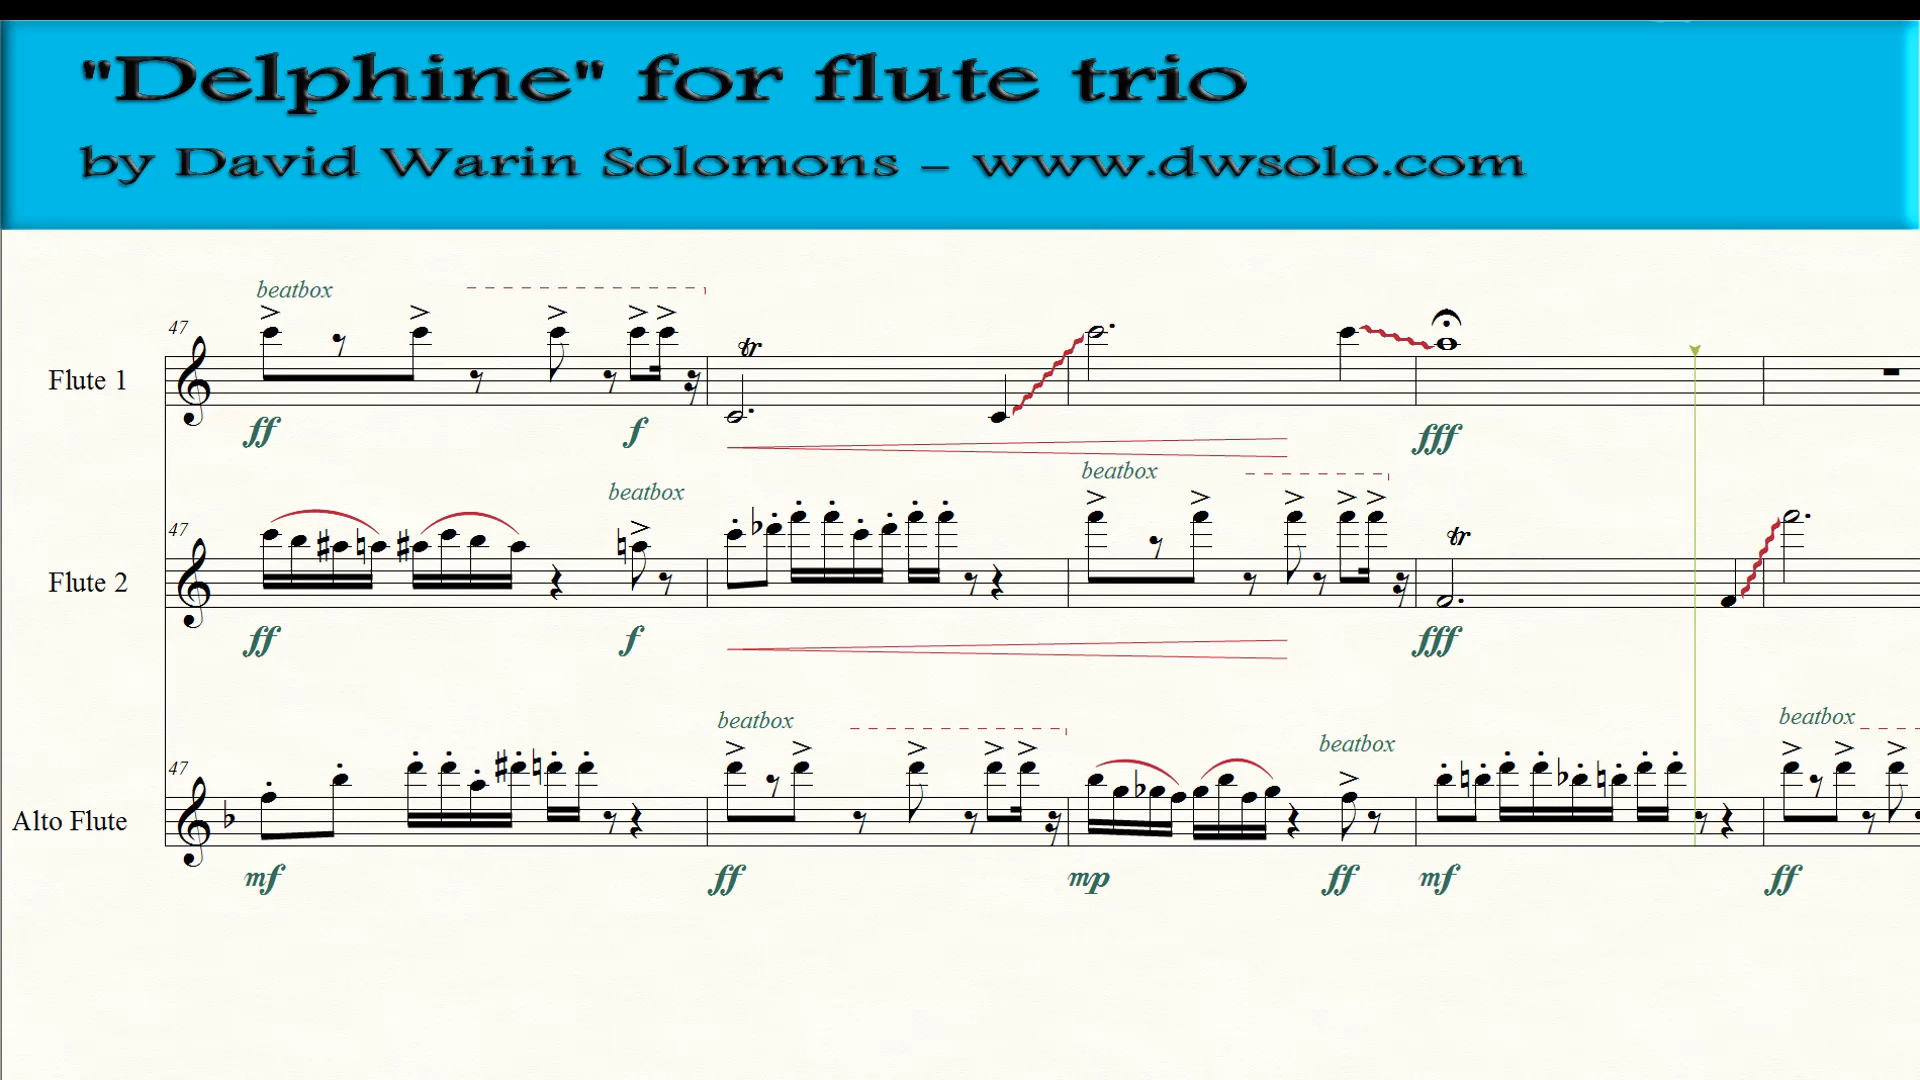 "Delphine" for flute trio
by David Warin Solomons – www.dwsolo.com
beatbox
47
tr
Flute 1
ff f fff
beatbox
beatbox
47
tr
Flute 2
ff f fff
beatbox
beatbox
beatbox
47
Alto Flute
mf ff mp ff mf ff